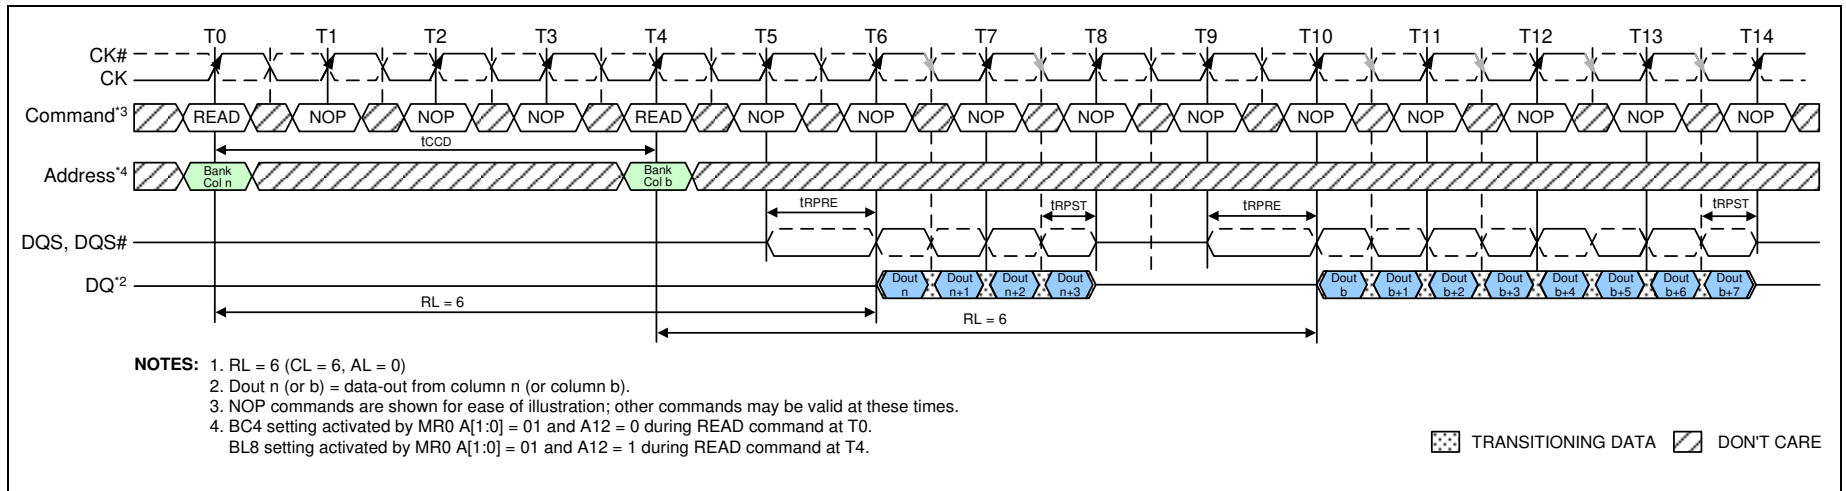 T0 T1 T2 T3 T4 T5 T6 T7 T8 T9 T10 T11 T12 T13 T14
CK#
CK
Command*3 READ NOP NOP NOP READ NOP NOP NOP NOP NOP NOP NOP NOP NOP NOP
tCCD
Address*4 Bank Col n Bank Col b
tRPRE tRPST tRPRE tRPST
DQS, DQS#
DQ*2 Dout n Dout n+1 Dout n+2 Dout n+3 Dout b Dout b+1 Dout b+2 Dout b+3 Dout b+4 Dout b+5 Dout b+6 Dout b+7
RL = 6
RL = 6
NOTES: 1. RL = 6 (CL = 6, AL = 0)
2. Dout n (or b) = data-out from column n (or column b).
3. NOP commands are shown for ease of illustration; other commands may be valid at these times.
4. BC4 setting activated by MR0 A[1:0] = 01 and A12 = 0 during READ command at T0.
BL8 setting activated by MR0 A[1:0] = 01 and A12 = 1 during READ command at T4.
TRANSITIONING DATA DON'T CARE